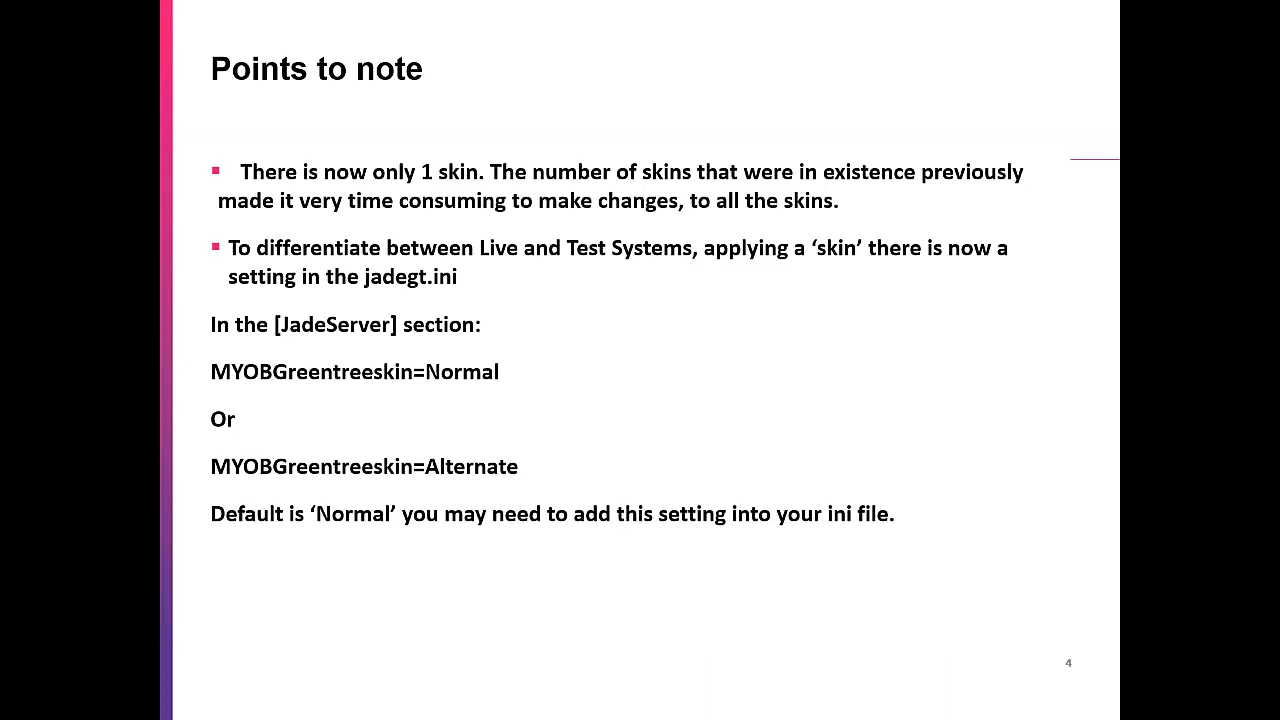 Points to note
▪ There is now only 1 skin. The number of skins that were in existence previously
made it very time consuming to make changes, to all the skins.
▪ To differentiate between Live and Test Systems, applying a ‘skin’ there is now a
setting in the jadegt.ini
In the [JadeServer] section:
MYOBGreentreeskin=Normal
Or
MYOBGreentreeskin=Alternate
Default is ‘Normal’ you may need to add this setting into your ini file.
4